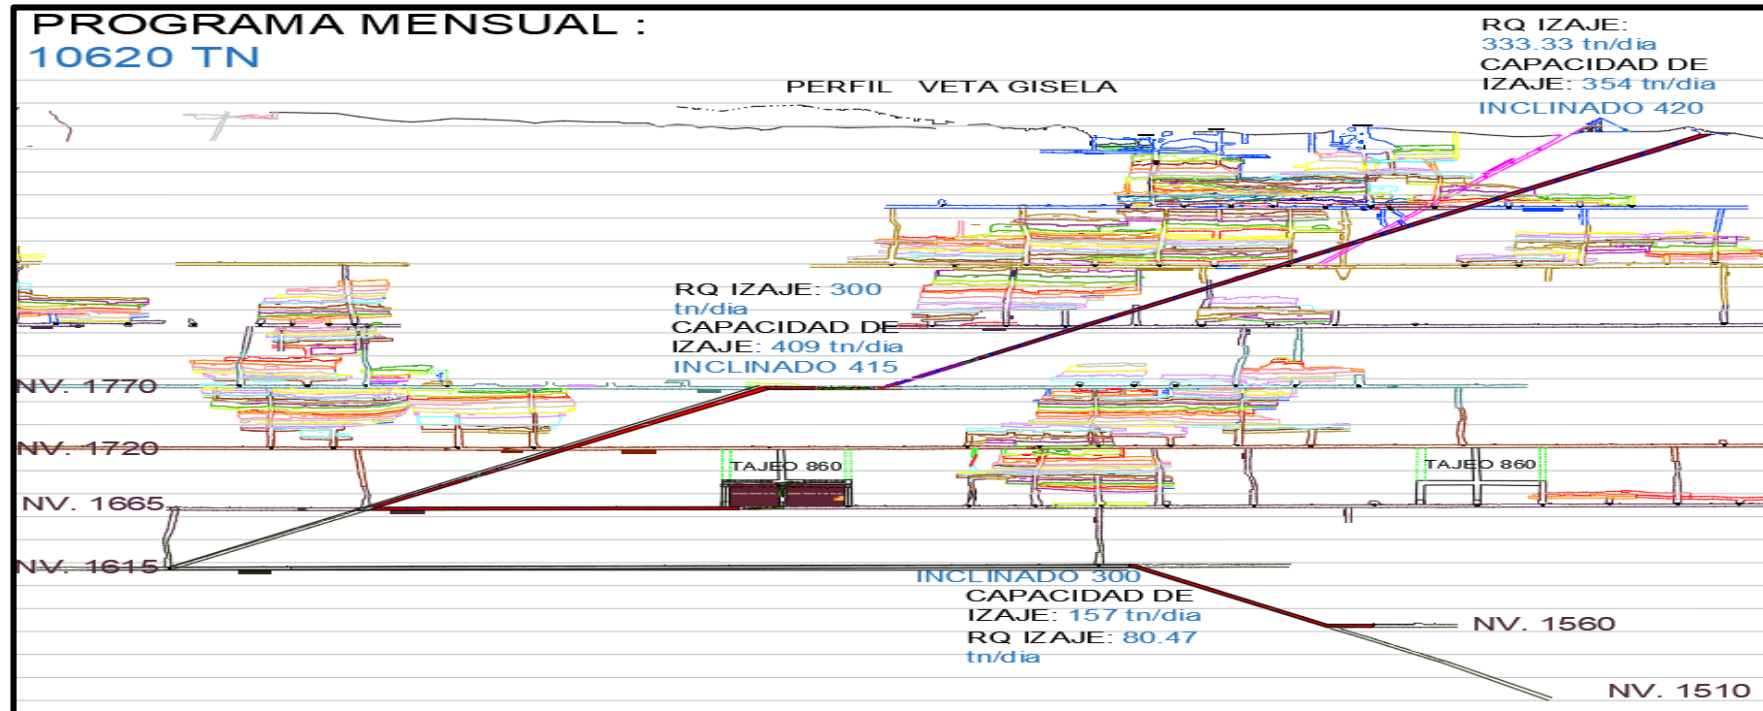 PROGRAMA MENSUAL :
10620 TN
RQ IZAJE:
333.33 tn/dia
CAPACIDAD DE
IZAJE: 354 tn/dia
INCLINADO 420
PERFIL VETA GISELA
RQ IZAJE: 300
tn/dia
CAPACIDAD DE
IZAJE: 409 tn/dia
INCLINADO 415
NV. 1770
NV. 1720
TAJEO 860
TAJEO 860
NV. 1665
NV. 1615
INCLINADO 300
CAPACIDAD DE
IZAJE: 157 tn/dia
RQ IZAJE: 80.47
tn/dia
NV. 1560
NV. 1510